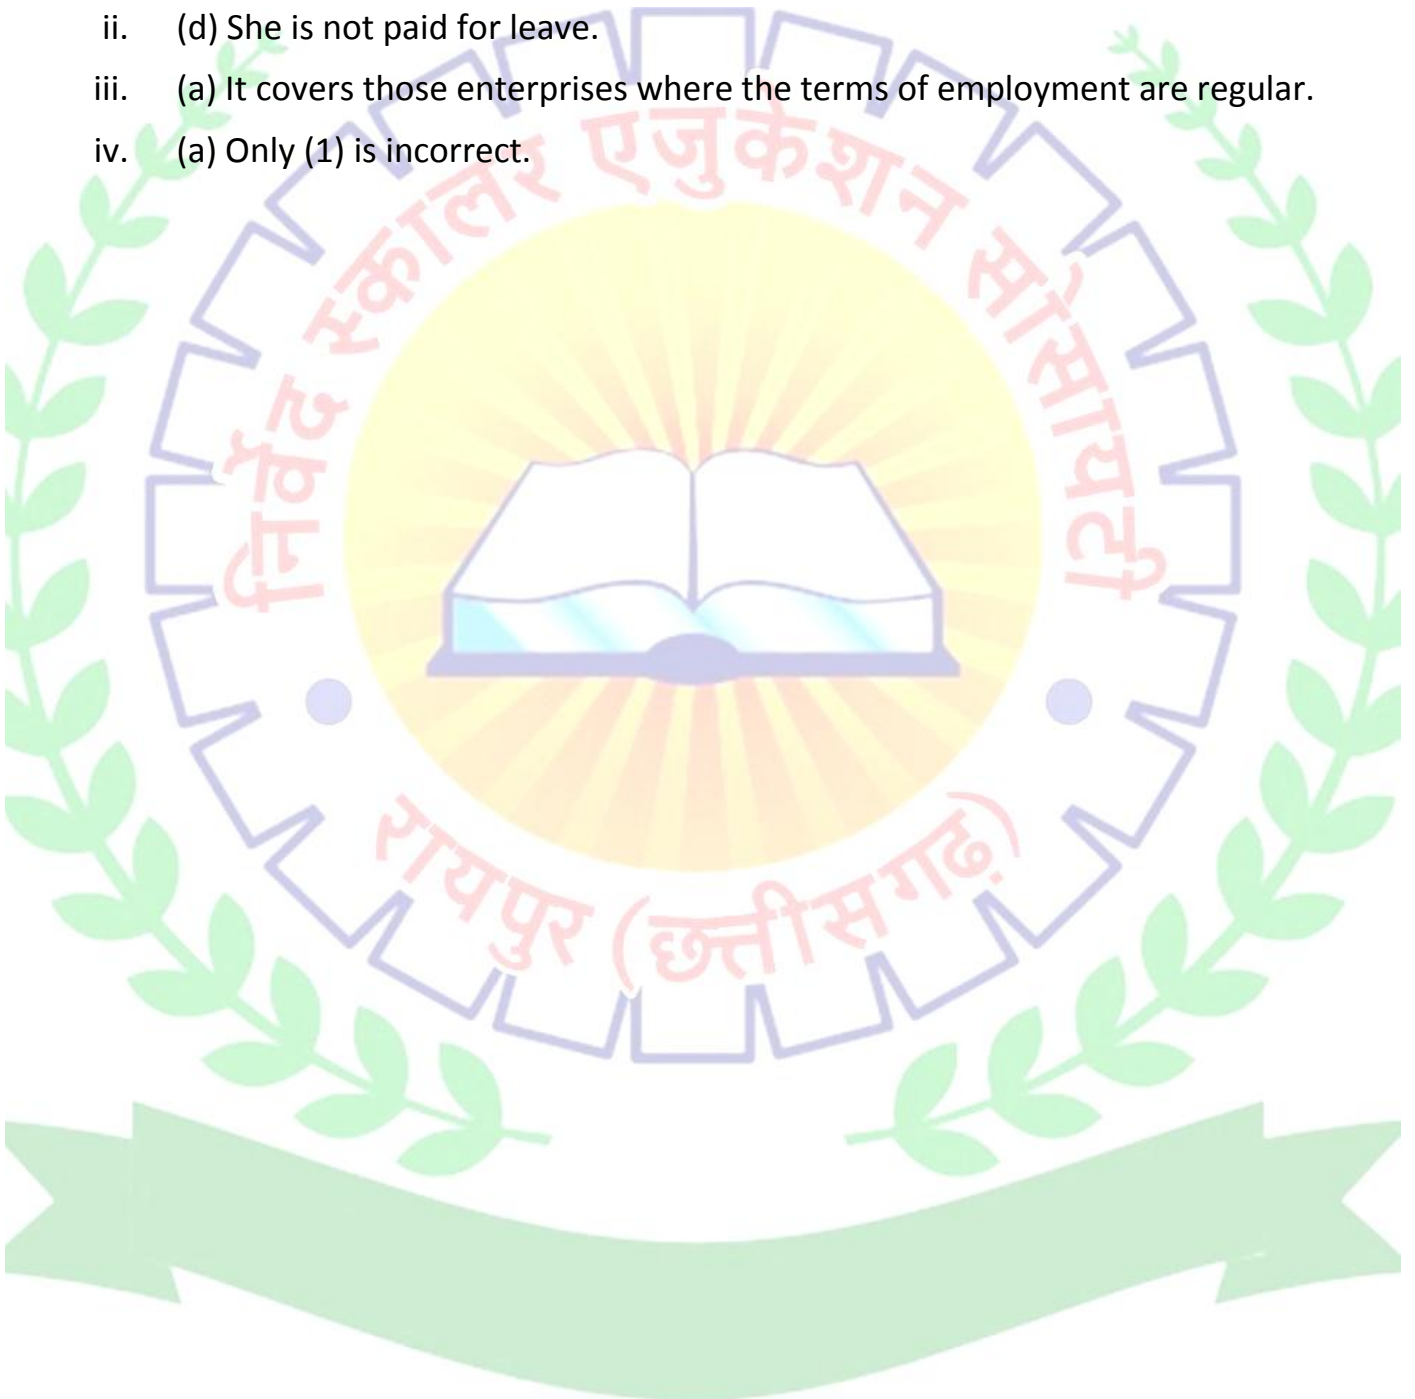 ii. (d) She is not paid for leave.
iii. (a) It covers those enterprises where the terms of employment are regular.
iv. (a) Only (1) is incorrect.
निर्वेद स्कालर एजुकेशन सोसायटी
रायपुर (छत्तीसगढ़)